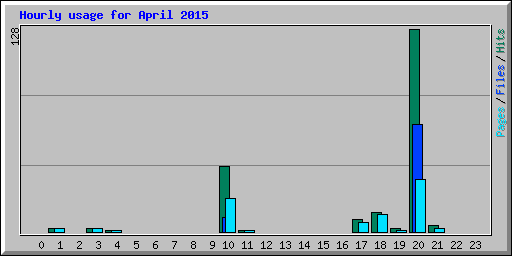 Hourly usage for April 2015
128
Pages/Files/Hits
0 1 2 3 4 5 6 7 8 9 10 11 12 13 14 15 16 17 18 19 20 21 22 23